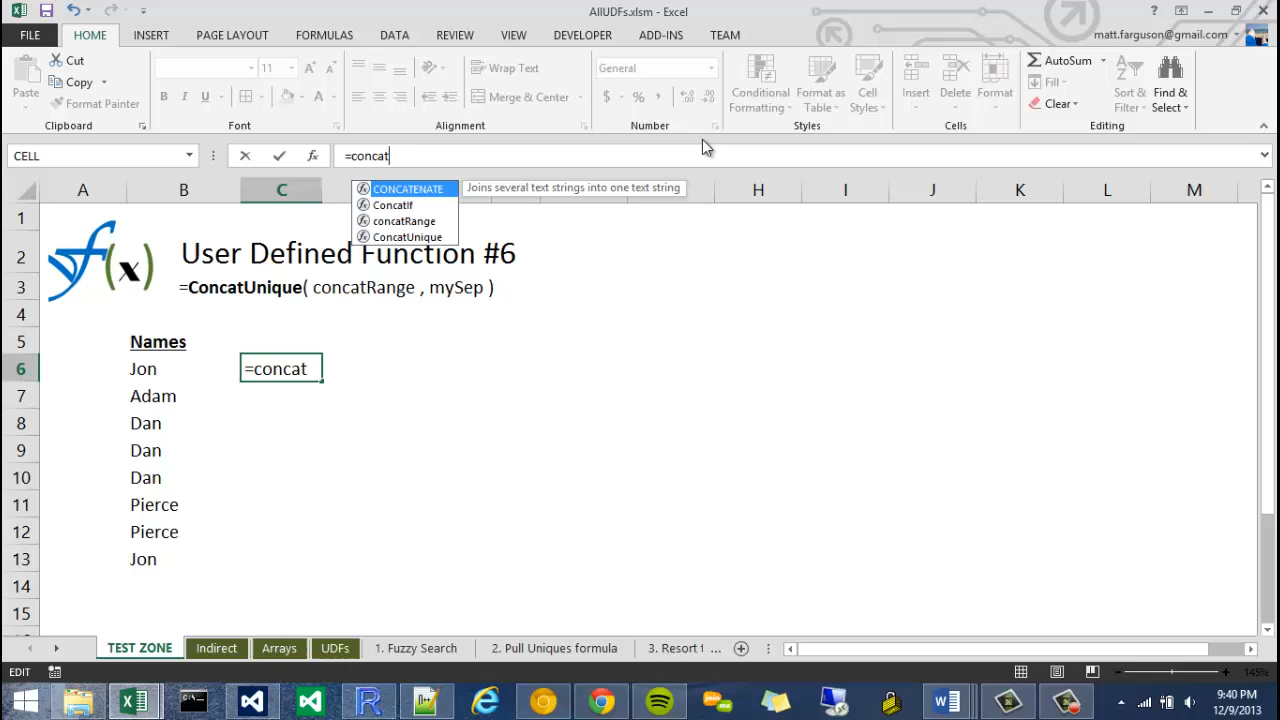 AllUDFs.xlsm - Excel
FILE HOME INSERT PAGE LAYOUT FORMULAS DATA REVIEW VIEW DEVELOPER ADD-INS TEAM matt.farguson@gmail.com
Paste
Cut
Copy
Format Painter
Clipboard
11
B I U
Font
Wrap Text
Merge & Center
Alignment
General
$ % ,
Number
Conditional Formatting
Format as Table
Cell Styles
Styles
Insert
Delete
Format
Cells
AutoSum
Fill
Clear
Sort & Filter
Find & Select
Editing
CELL
fx
=concat
A B C H I J K L M
CONCATENATE
Joins several text strings into one text string
ConcatIf
concatRange
ConcatUnique
1
2 f(x) User Defined Function #6
3 =ConcatUnique( concatRange , mySep )
4
5 Names
6 Jon =concat
7 Adam
8 Dan
9 Dan
10 Dan
11 Pierce
12 Pierce
13 Jon
14
15
TEST ZONE Indirect Arrays UDFs 1. Fuzzy Search 2. Pull Uniques formula 3. Resort f ...
EDIT
145%
9:40 PM
12/9/2013